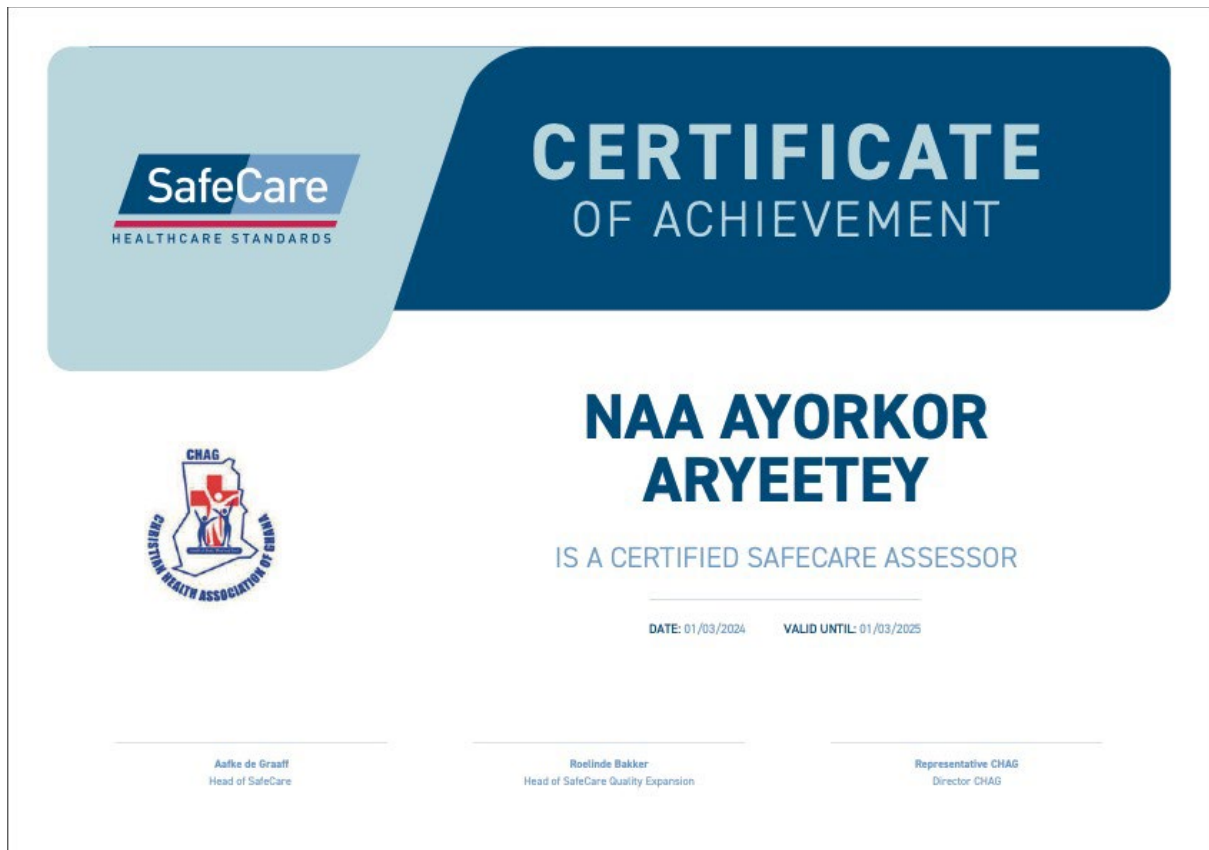 SafeCare
HEALTHCARE STANDARDS
CERTIFICATE
OF ACHIEVEMENT
NAA AYORKOR
ARYEETEY
CHAG
CHRISTIAN HEALTH ASSOCIATION OF GHANA
IS A CERTIFIED SAFECARE ASSESSOR
DATE: 01/03/2024 VALID UNTIL: 01/03/2025
Aafke de Graaff
Head of SafeCare
Roelinde Bakker
Head of SafeCare Quality Expansion
Representative CHAG
Director CHAG